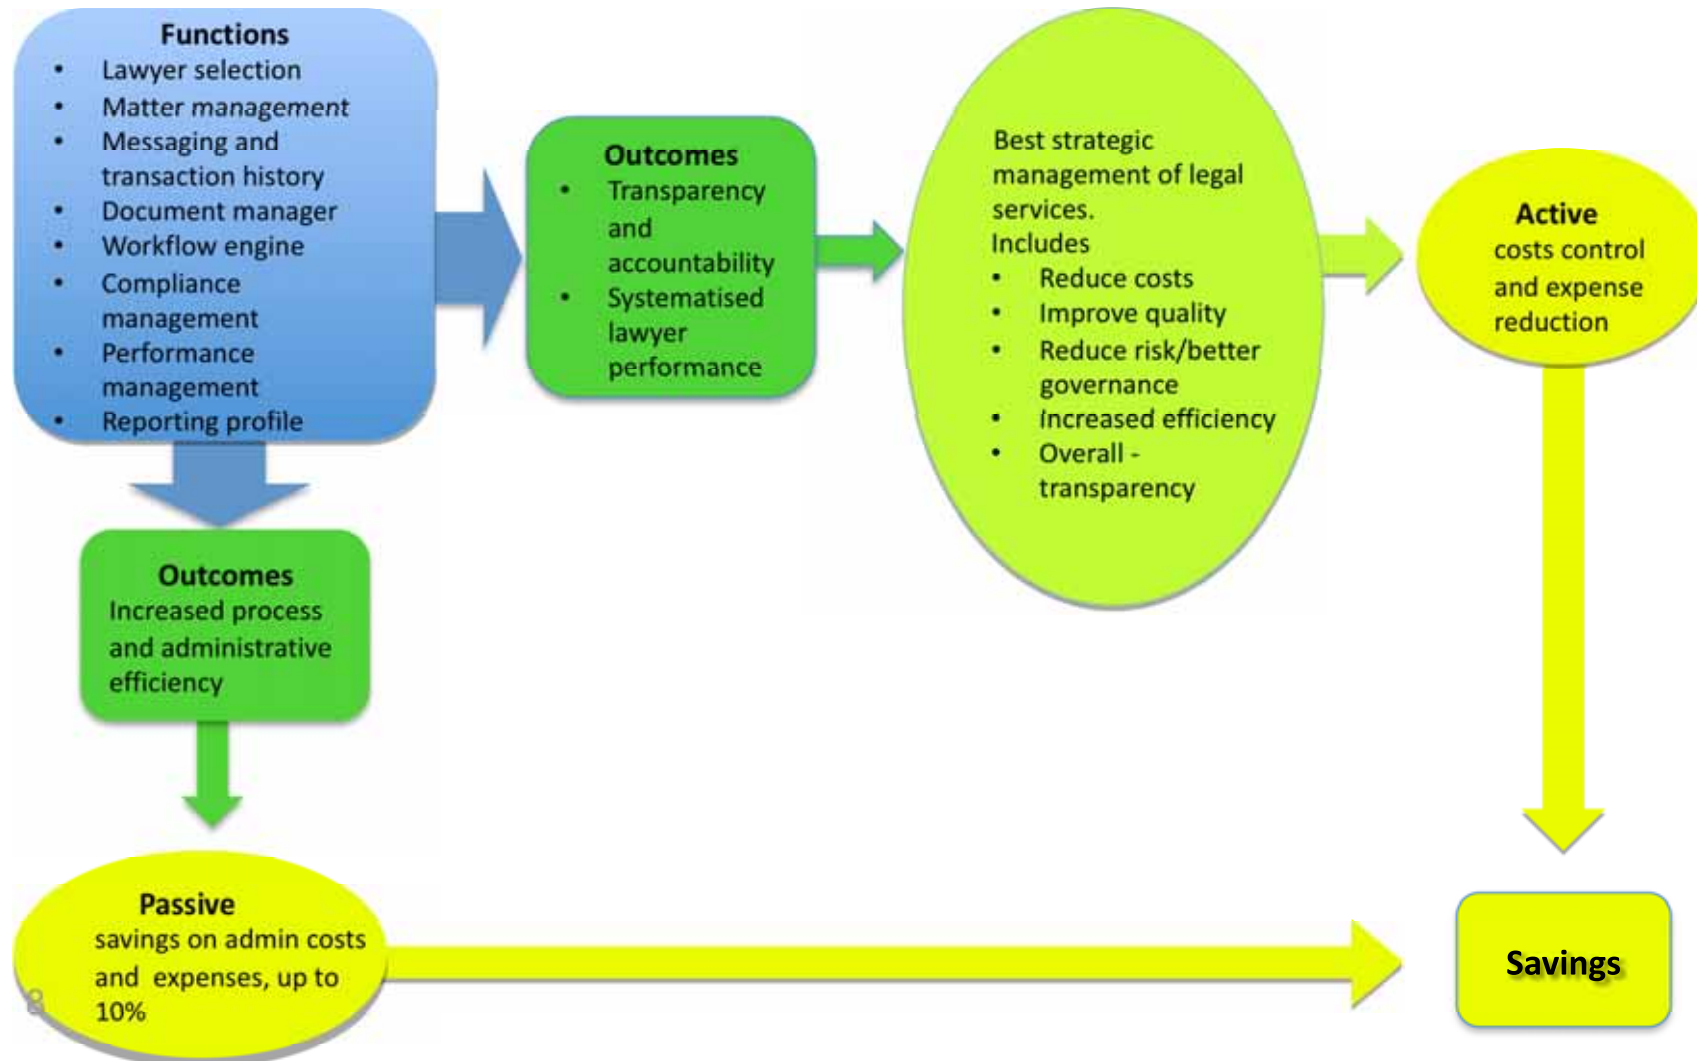 Functions
• Lawyer selection
• Matter management
• Messaging and
transaction history
• Document manager
• Workflow engine
• Compliance
management
• Performance
management
• Reporting profile
Outcomes
• Transparency
and
accountability
• Systematised
lawyer
performance
Best strategic
management of legal
services.
Includes
• Reduce costs
• Improve quality
• Reduce risk/better
governance
• Increased efficiency
• Overall -
transparency
Active
costs control
and expense
reduction
Outcomes
Increased process
and administrative
efficiency
Passive
savings on admin costs
and expenses, up to
10%
8
Savings